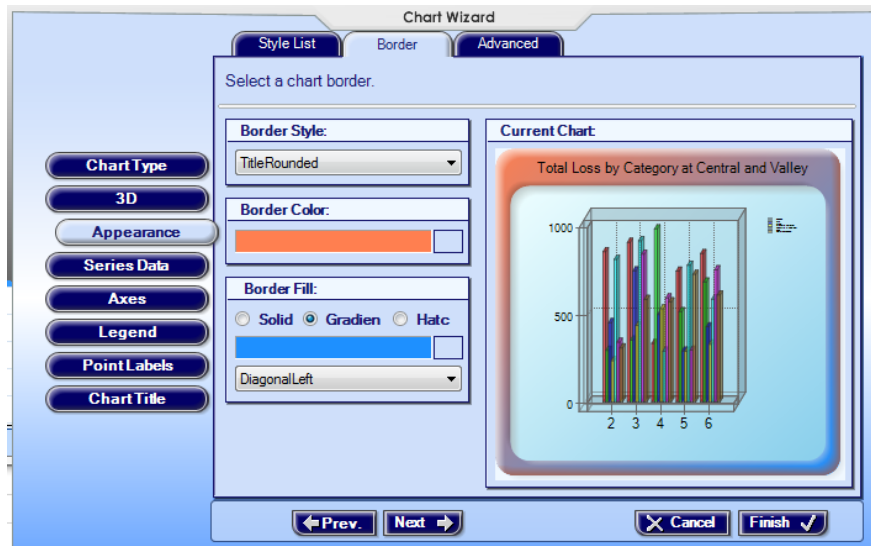 Chart Wizard
Style List
Border
Advanced
Select a chart border.
Border Style:
TitleRounded
Border Color:
Border Fill:
Solid
Gradien
Hatc
DiagonalLeft
Chart Type
3D
Appearance
Series Data
Axes
Legend
Point Labels
Chart Title
Current Chart:
Total Loss by Category at Central and Valley
1000
500
0
2 3 4 5 6
Prev.
Next
Cancel
Finish